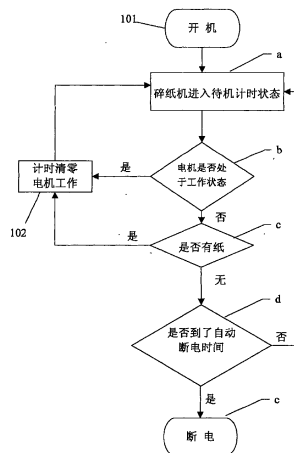 101
开 机
a
碎纸机进入待机计时状态
b
电机是否处
于工作状态
是
计时清零
电机工作
102
否
c
是否有纸
是
无
d
是否到了自动
断电时间
否
是
c
断 电